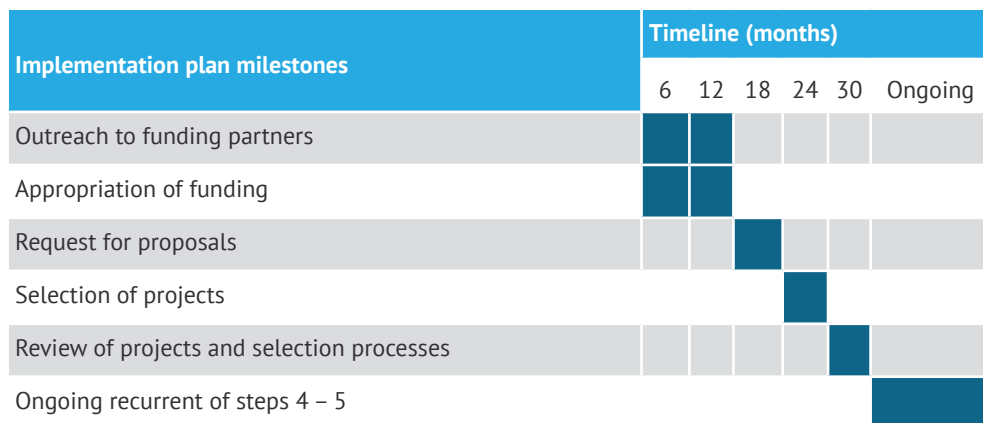 Implementation plan milestones
Timeline (months)
6 12 18 24 30 Ongoing
Outreach to funding partners
Appropriation of funding
Request for proposals
Selection of projects
Review of projects and selection processes
Ongoing recurrent of steps 4 – 5